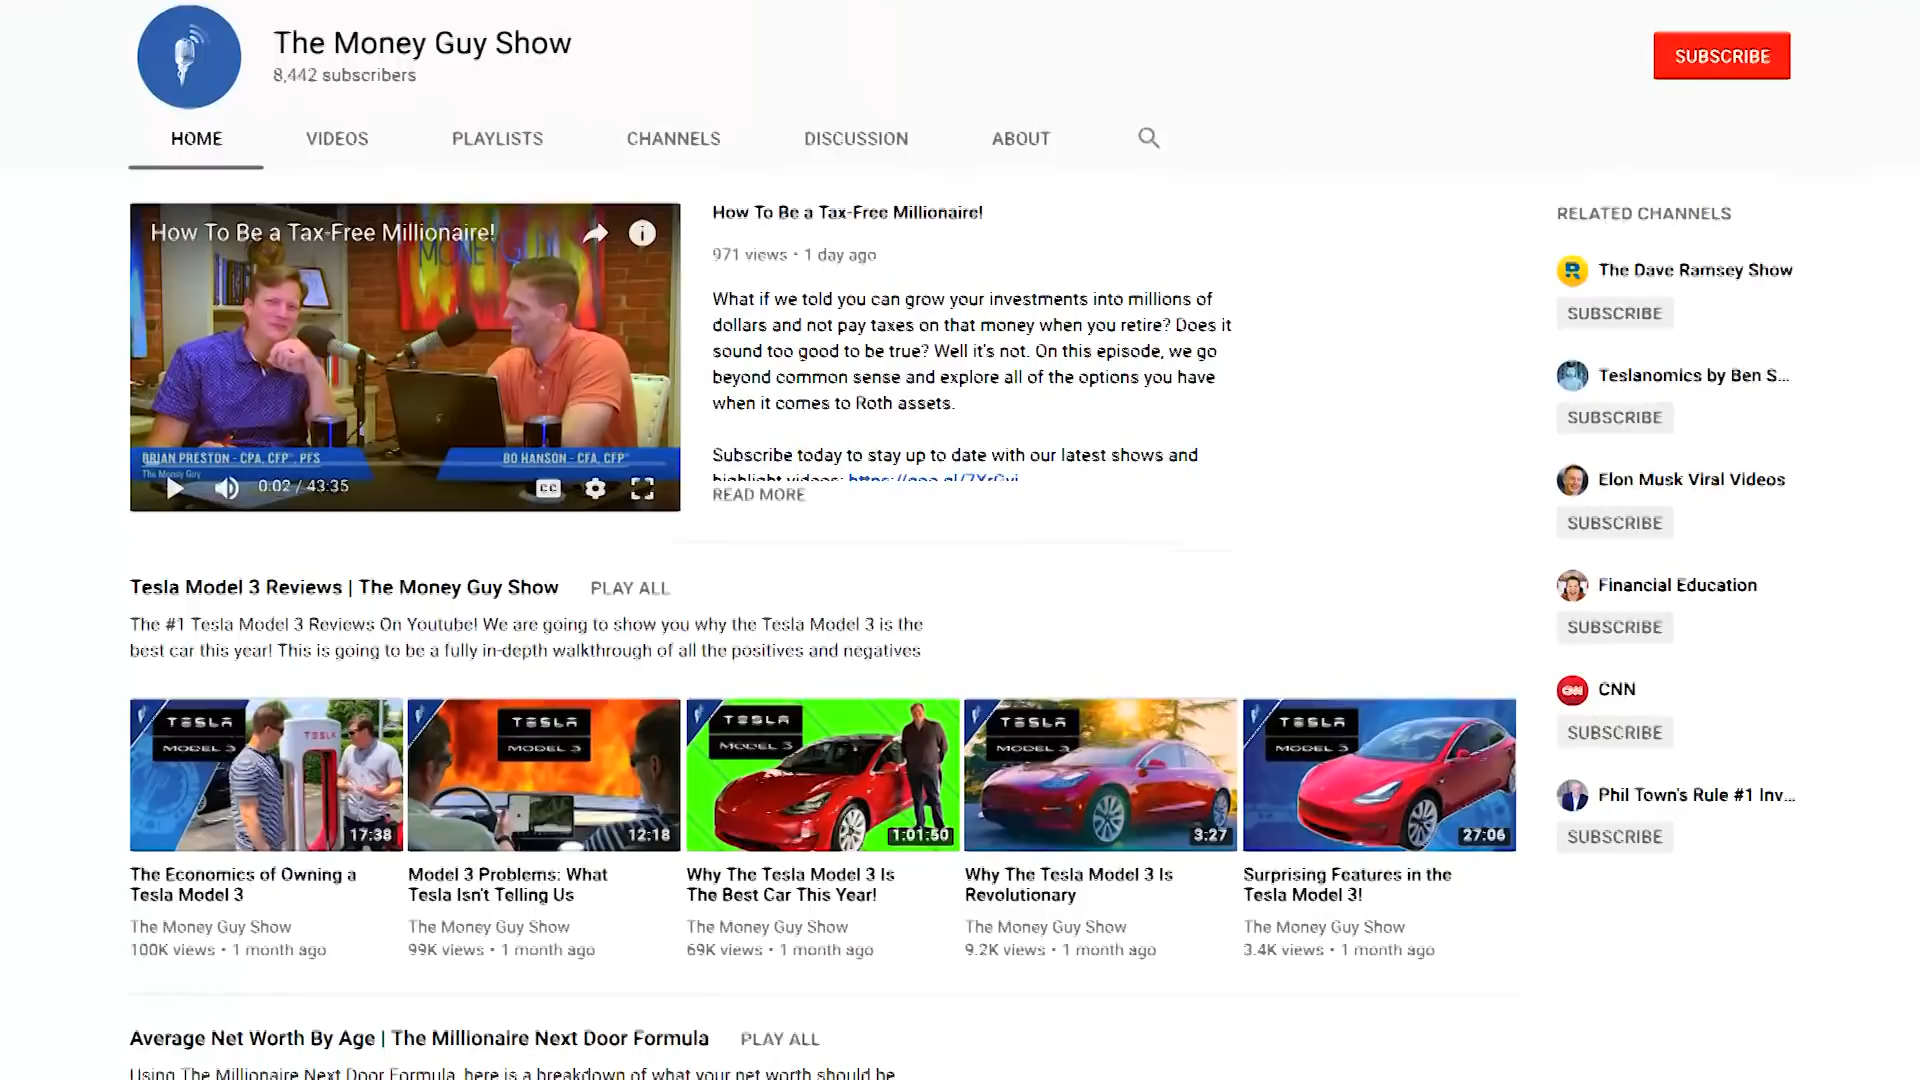 The Money Guy Show
8,442 subscribers
SUBSCRIBE
HOME
VIDEOS
PLAYLISTS
CHANNELS
DISCUSSION
ABOUT
How To Be a Tax-Free Millionaire!
BRIAN PRESTON - CPA, CFP®, PFS
The Money Guy
BO HANSON - CFA, CFP®
0:02 / 43:35
CC
How To Be a Tax-Free Millionaire!
971 views • 1 day ago
What if we told you can grow your investments into millions of
dollars and not pay taxes on that money when you retire? Does it
sound too good to be true? Well it's not. On this episode, we go
beyond common sense and explore all of the options you have
when it comes to Roth assets.
Subscribe today to stay up to date with our latest shows and
highlight videos:
READ MORE
RELATED CHANNELS
The Dave Ramsey Show
SUBSCRIBE
Teslanomics by Ben S...
SUBSCRIBE
Elon Musk Viral Videos
SUBSCRIBE
Financial Education
SUBSCRIBE
CNN
CNN
SUBSCRIBE
Phil Town's Rule #1 Inv...
SUBSCRIBE
Tesla Model 3 Reviews | The Money Guy Show
PLAY ALL
The #1 Tesla Model 3 Reviews On Youtube! We are going to show you why the Tesla Model 3 is the
best car this year! This is going to be a fully in-depth walkthrough of all the positives and negatives
TESLA
MODEL 3
TESLA
17:38
The Economics of Owning a
Tesla Model 3
The Money Guy Show
100K views • 1 month ago
TESLA
MODEL 3
12:18
Model 3 Problems: What
Tesla Isn't Telling Us
The Money Guy Show
99K views • 1 month ago
TESLA
MODEL 3
1:01:50
Why The Tesla Model 3 Is
The Best Car This Year!
The Money Guy Show
69K views • 1 month ago
TESLA
MODEL 3
3:27
Why The Tesla Model 3 Is
Revolutionary
The Money Guy Show
9.2K views • 1 month ago
TESLA
MODEL 3
27:06
Surprising Features in the
Tesla Model 3!
The Money Guy Show
3.4K views • 1 month ago
Average Net Worth By Age | The Millionaire Next Door Formula
PLAY ALL
Using The Millionaire Next Door Formula, here is a breakdown of what your net worth should be